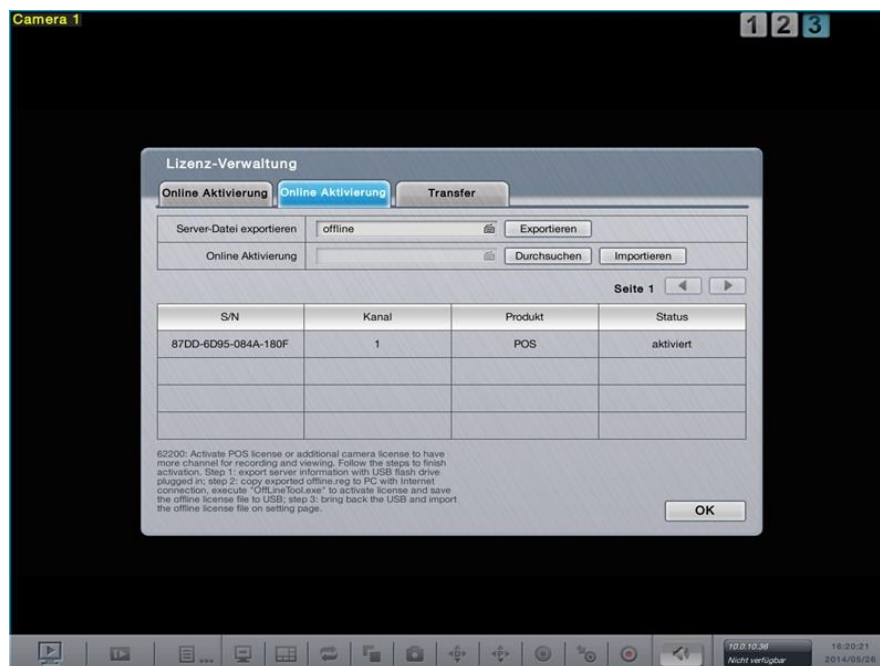 Camera 1
1 2 3
Lizenz-Verwaltung
Online Aktivierung Online Aktivierung Transfer
Server-Datei exportieren offline Exportieren
Online Aktivierung Durchsuchen Importieren
Seite 1
S/N Kanal Produkt Status
87DD-6D95-084A-180F 1 POS aktiviert
62200: Activate POS license or additional camera license to have
more channel for recording and viewing. Follow the steps to finish
activation. Step 1: export server information with USB flash drive
plugged in; step 2: copy exported offline.reg to PC with Internet
connection, execute "OffLineTool.exe" to activate license and save
the offline license file to USB; step 3: bring back the USB and import
the offline license file on setting page.
OK
10.0.10.36
Nicht verfügbar
16:20:21
2014/05/26